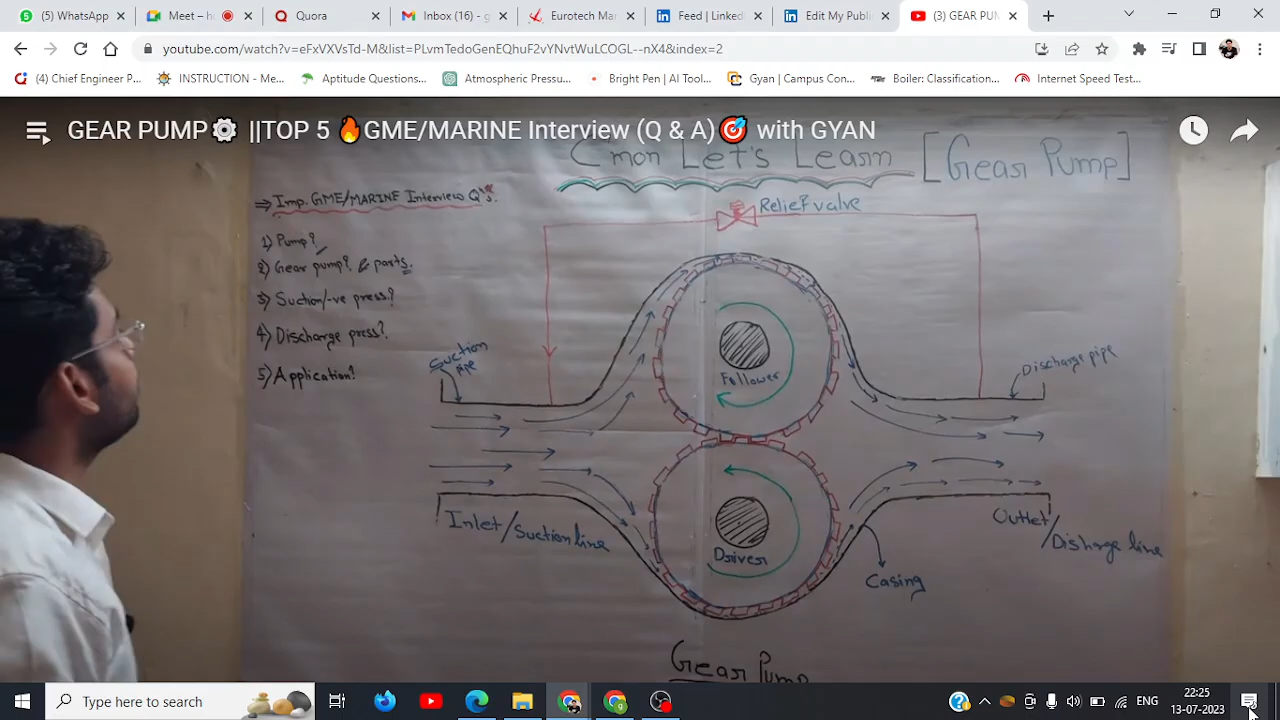 (5) WhatsApp
Meet – h
Quora
Inbox (16) - g
Eurotech Mar
Feed | LinkedI
Edit My Publi
(3) GEAR PUM
youtube.com/watch?v=eFxVXVsTd-M&list=PLvmTedoGenEQhuF2vYNvtWuLCOGL--nX4&index=2
(4) Chief Engineer P...
INSTRUCTION - Me...
Aptitude Questions...
Atmospheric Pressu...
Bright Pen | AI Tool...
Gyan | Campus Con...
Boiler: Classification...
Internet Speed Test...
GEAR PUMP⚙️ ||TOP 5 🔥GME/MARINE Interview (Q & A)🎯 with GYAN
C'mon Let's Learn [Gear Pump]
⇒ Imp. GME/MARINE Interview Q's.
1) Pump?
2) Gear pump? & parts.
3) Suction/-ve press.?
4) Discharge press?.
5) Application?
Relief valve
Suction pipe
Follower
Discharge pipe
Inlet/Suction line
Driver
Outlet/Disharge line
Casing
Gear Pump
Type here to search
ENG
22:25
13-07-2023